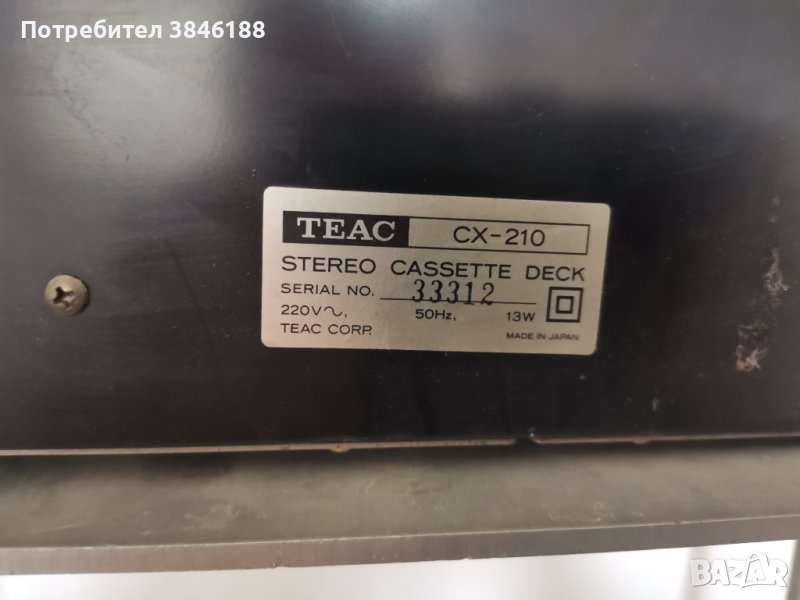 Потребител 3846188
TEAC CX-210
STEREO CASSETTE DECK
SERIAL NO. 33312
220V~, 50Hz, 13W
TEAC CORP. MADE IN JAPAN
BAZAR